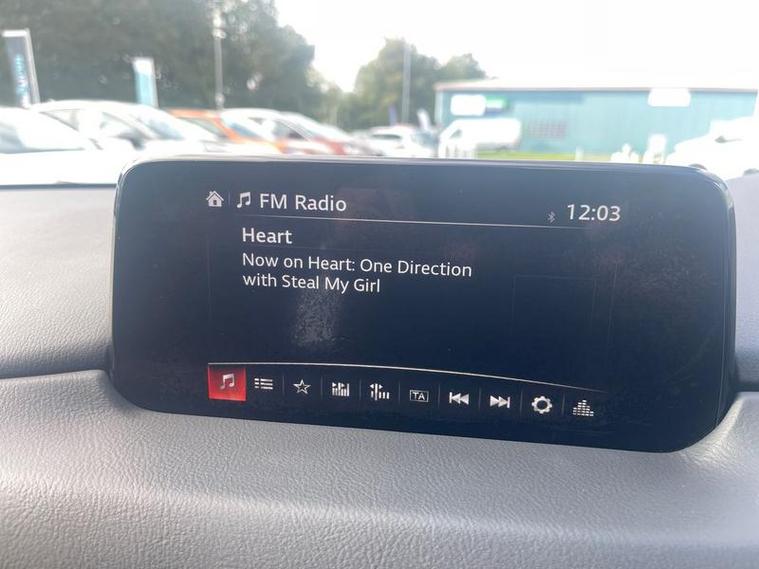 FM Radio
12:03
Heart
Now on Heart: One Direction
with Steal My Girl
TA